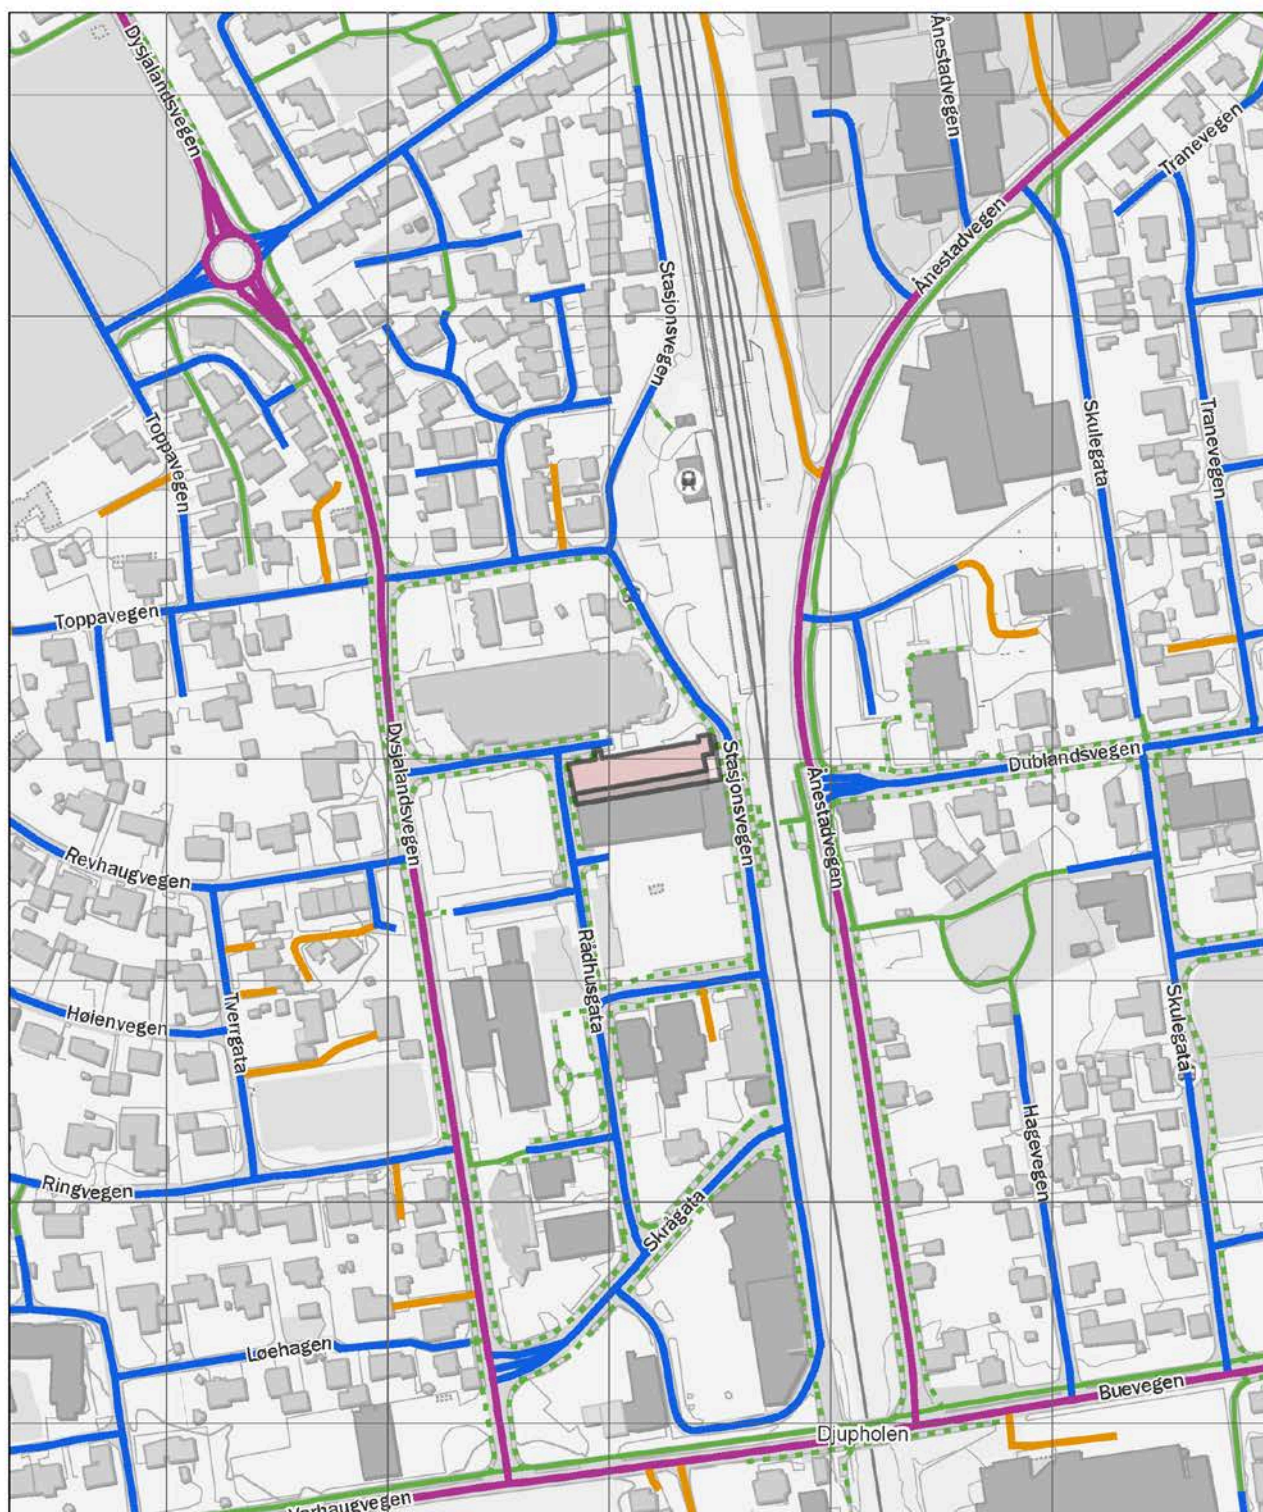 Dysjalandsvegen
Ånestadvegen
Tranevegen
Ånestadvegen
Stasjonsvegen
Toppavegen
Skulegata
Tranevegen
Toppavegen
Dysjalandsvegen
Stasjonsvegen
Dublandsvegen
Ånestadvegen
Revhaugvegen
Rådhusgata
Tverrgata
Høienvegen
Skulegata
Hagevegen
Ringvegen
Skrågata
Løehagen
Buevegen
Djupholen
Varhaugvegen